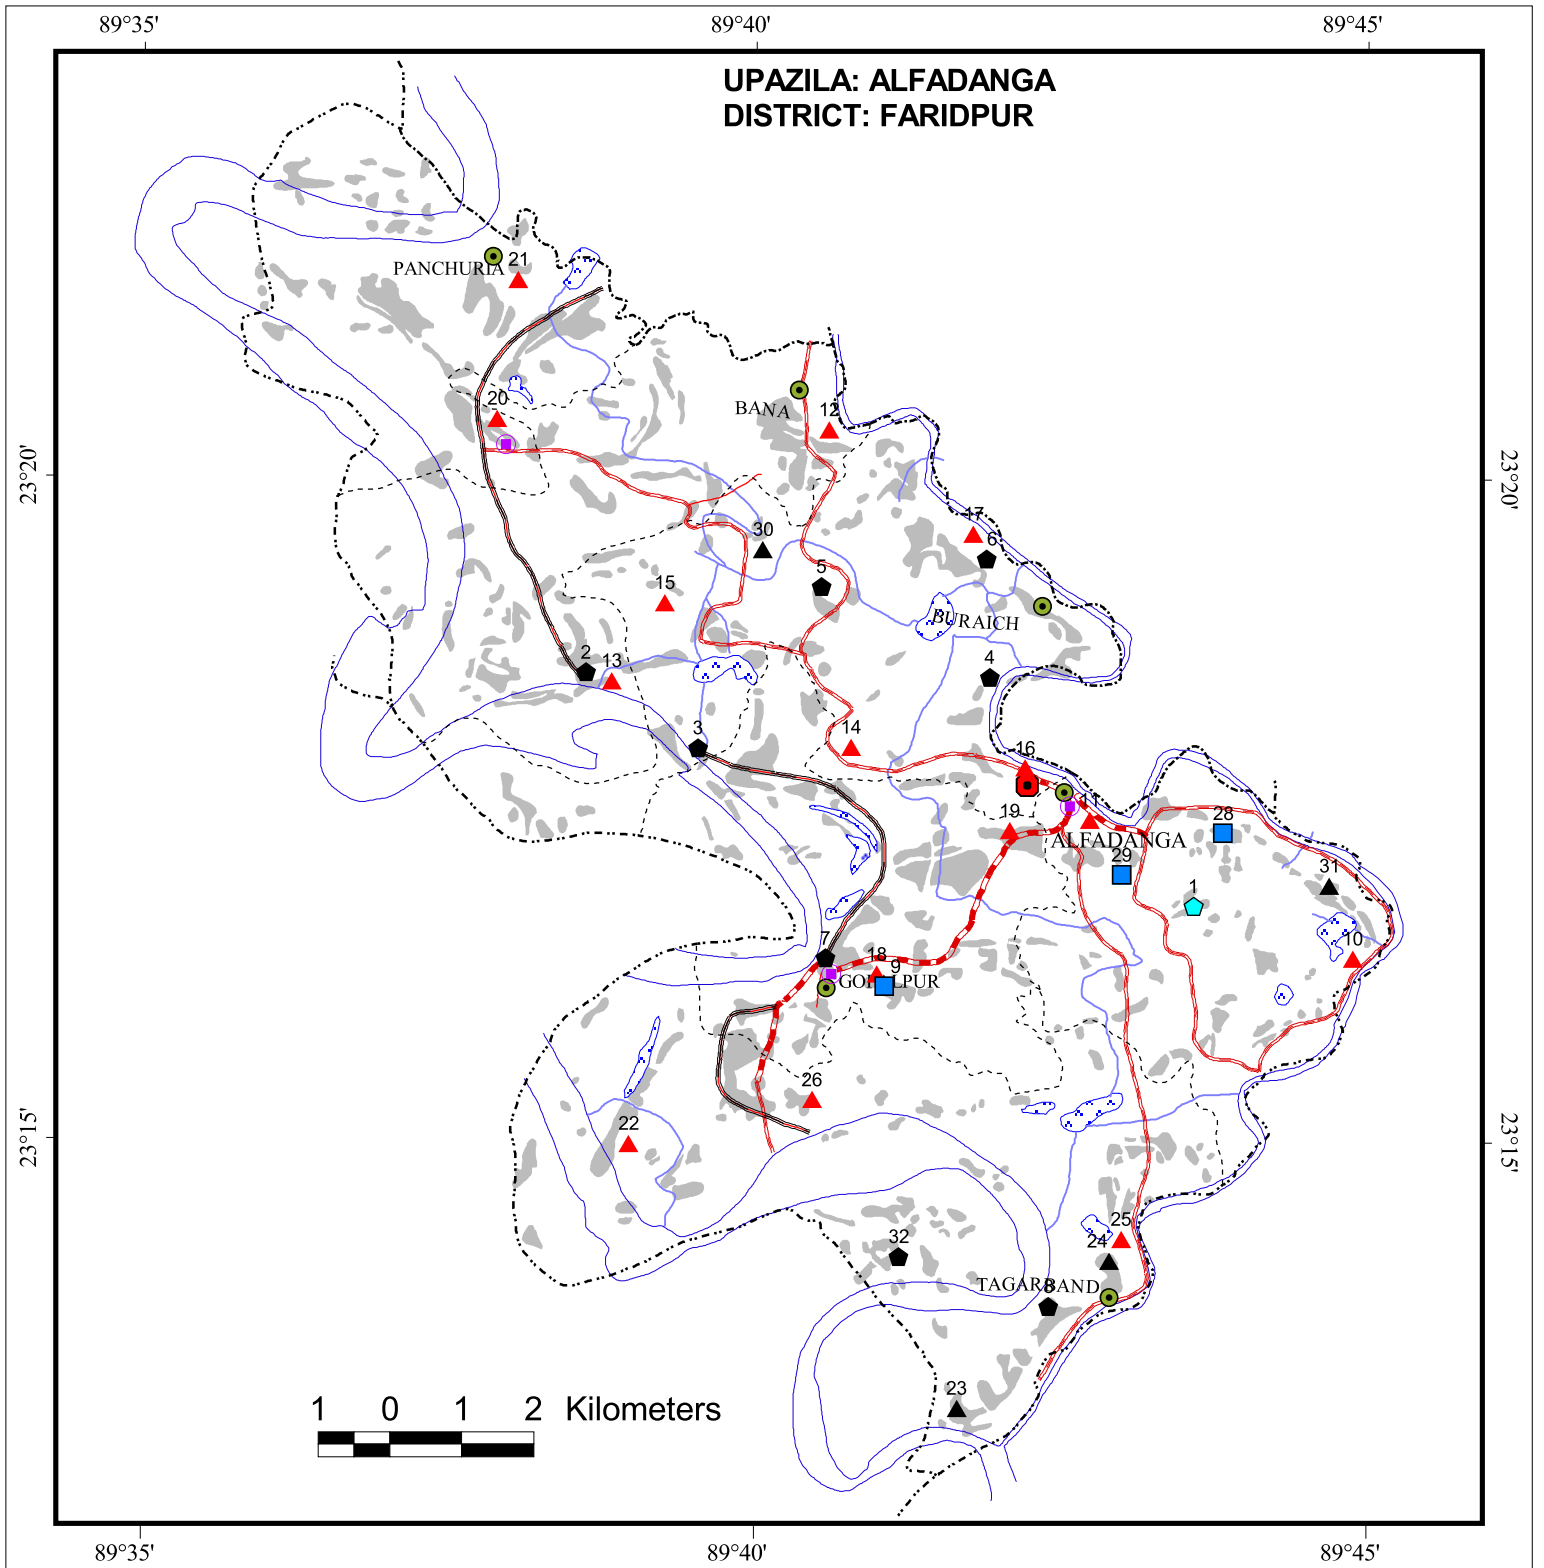 89°35' 89°40' 89°45'
UPAZILA: ALFADANGA
DISTRICT: FARIDPUR
21
PANCHURIA
20
BANA 12
23°20' 23°20'
17
30 6
5
15
BURAICH
2 13 4
3 14
16
11
19 28
ALFADANGA
29
31
1
7 10
18
9
GOPALPUR
26
22
23°15' 23°15'
25
32 24
TAGARBAND
8
23
1 0 1 2 Kilometers
89°35' 89°40' 89°45'